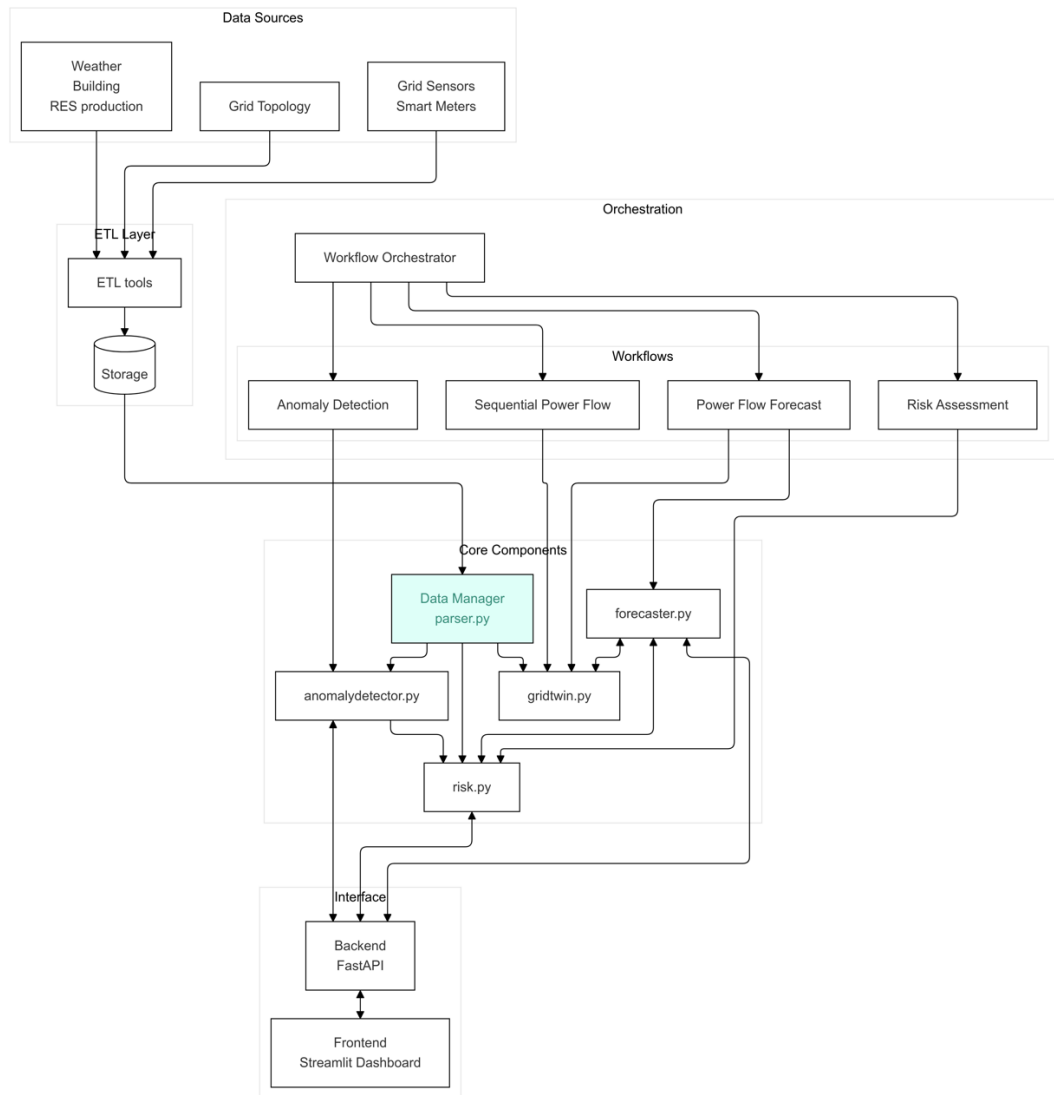 Data Sources
Weather
Building
RES production
Grid Topology
Grid Sensors
Smart Meters
Orchestration
ETL Layer
ETL tools
Storage
Workflow Orchestrator
Workflows
Anomaly Detection
Sequential Power Flow
Power Flow Forecast
Risk Assessment
Core Components
Data Manager
parser.py
forecaster.py
anomalydetector.py
gridtwin.py
risk.py
Interface
Backend
FastAPI
Frontend
Streamlit Dashboard